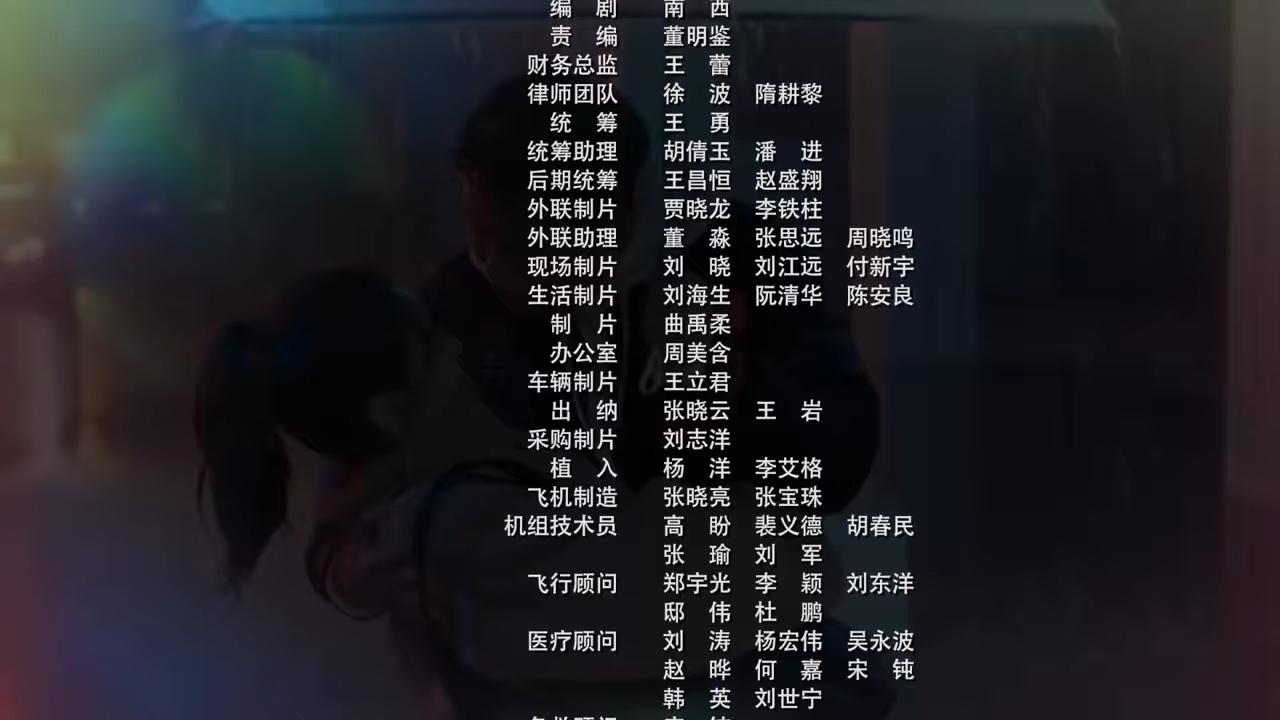 编 剧 南 西
责 编 董明鉴
财务总监 王 蕾
律师团队 徐 波 隋耕黎
统 筹 王 勇
统筹助理 胡倩玉 潘 进
后期统筹 王昌恒 赵盛翔
外联制片 贾晓龙 李铁柱
外联助理 董 淼 张思远 周晓鸣
现场制片 刘 晓 刘江远 付新宇
生活制片 刘海生 阮清华 陈安良
制 片 曲禹柔
办公室 周美含
车辆制片 王立君
出 纳 张晓云 王 岩
采购制片 刘志洋
植 入 杨 洋 李艾格
飞机制造 张晓亮 张宝珠
机组技术员 高 盼 裴义德 胡春民
张 瑜 刘 军
飞行顾问 郑宇光 李 颖 刘东洋
邸 伟 杜 鹏
医疗顾问 刘 涛 杨宏伟 吴永波
赵 晔 何 嘉 宋 钝
韩 英 刘世宁